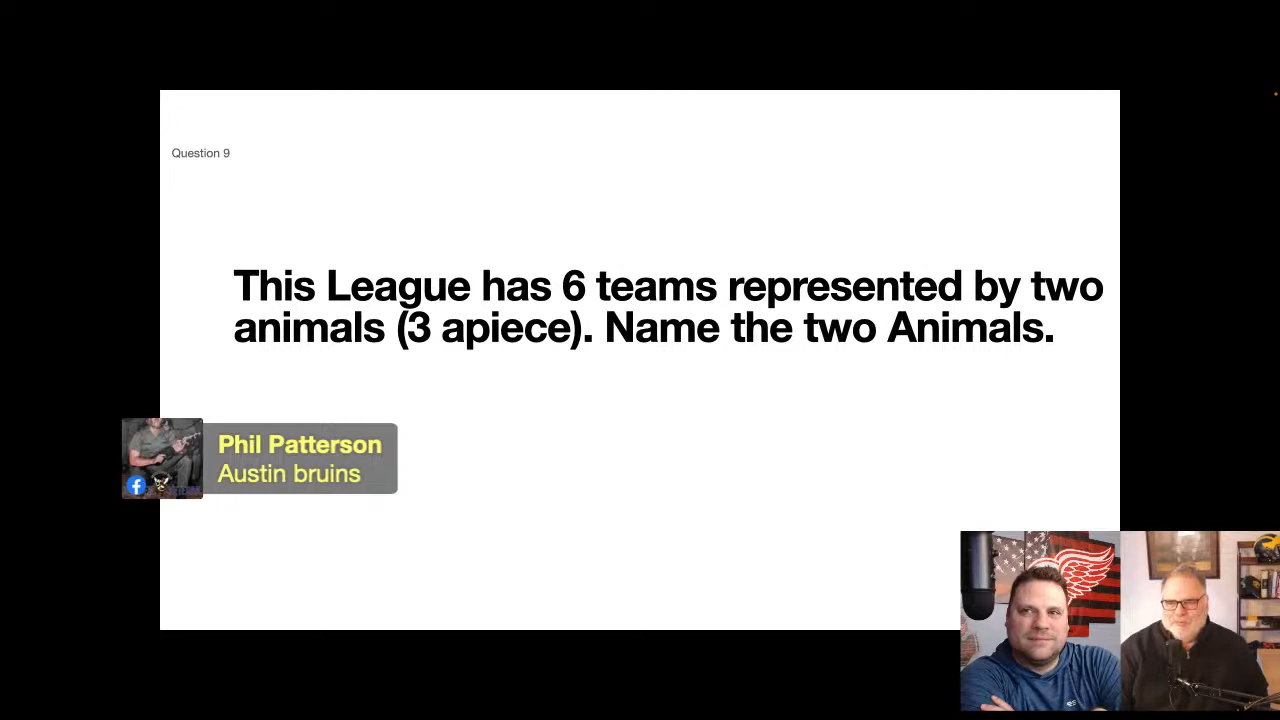 Question 9
This League has 6 teams represented by two
animals (3 apiece). Name the two Animals.
Phil Patterson
Austin bruins